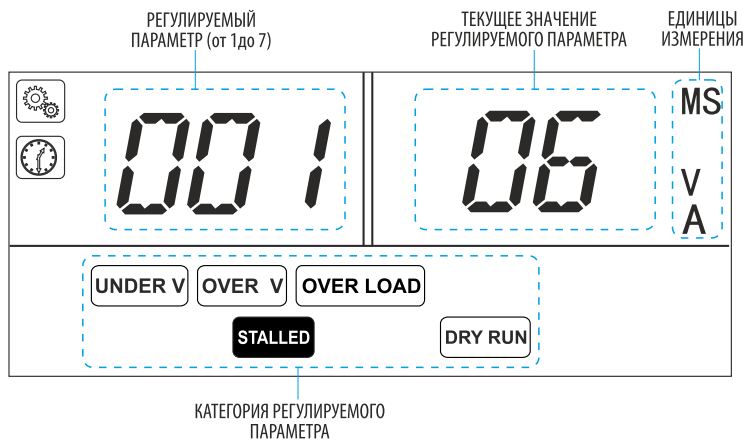 РЕГУЛИРУЕМЫЙ
ПАРАМЕТР (от 1до 7)
ТЕКУЩЕЕ ЗНАЧЕНИЕ
РЕГУЛИРУЕМОГО ПАРАМЕТРА
ЕДИНИЦЫ
ИЗМЕРЕНИЯ
001
06
MS
V
A
UNDER V
OVER V
OVER LOAD
STALLED
DRY RUN
КАТЕГОРИЯ РЕГУЛИРУЕМОГО
ПАРАМЕТРА